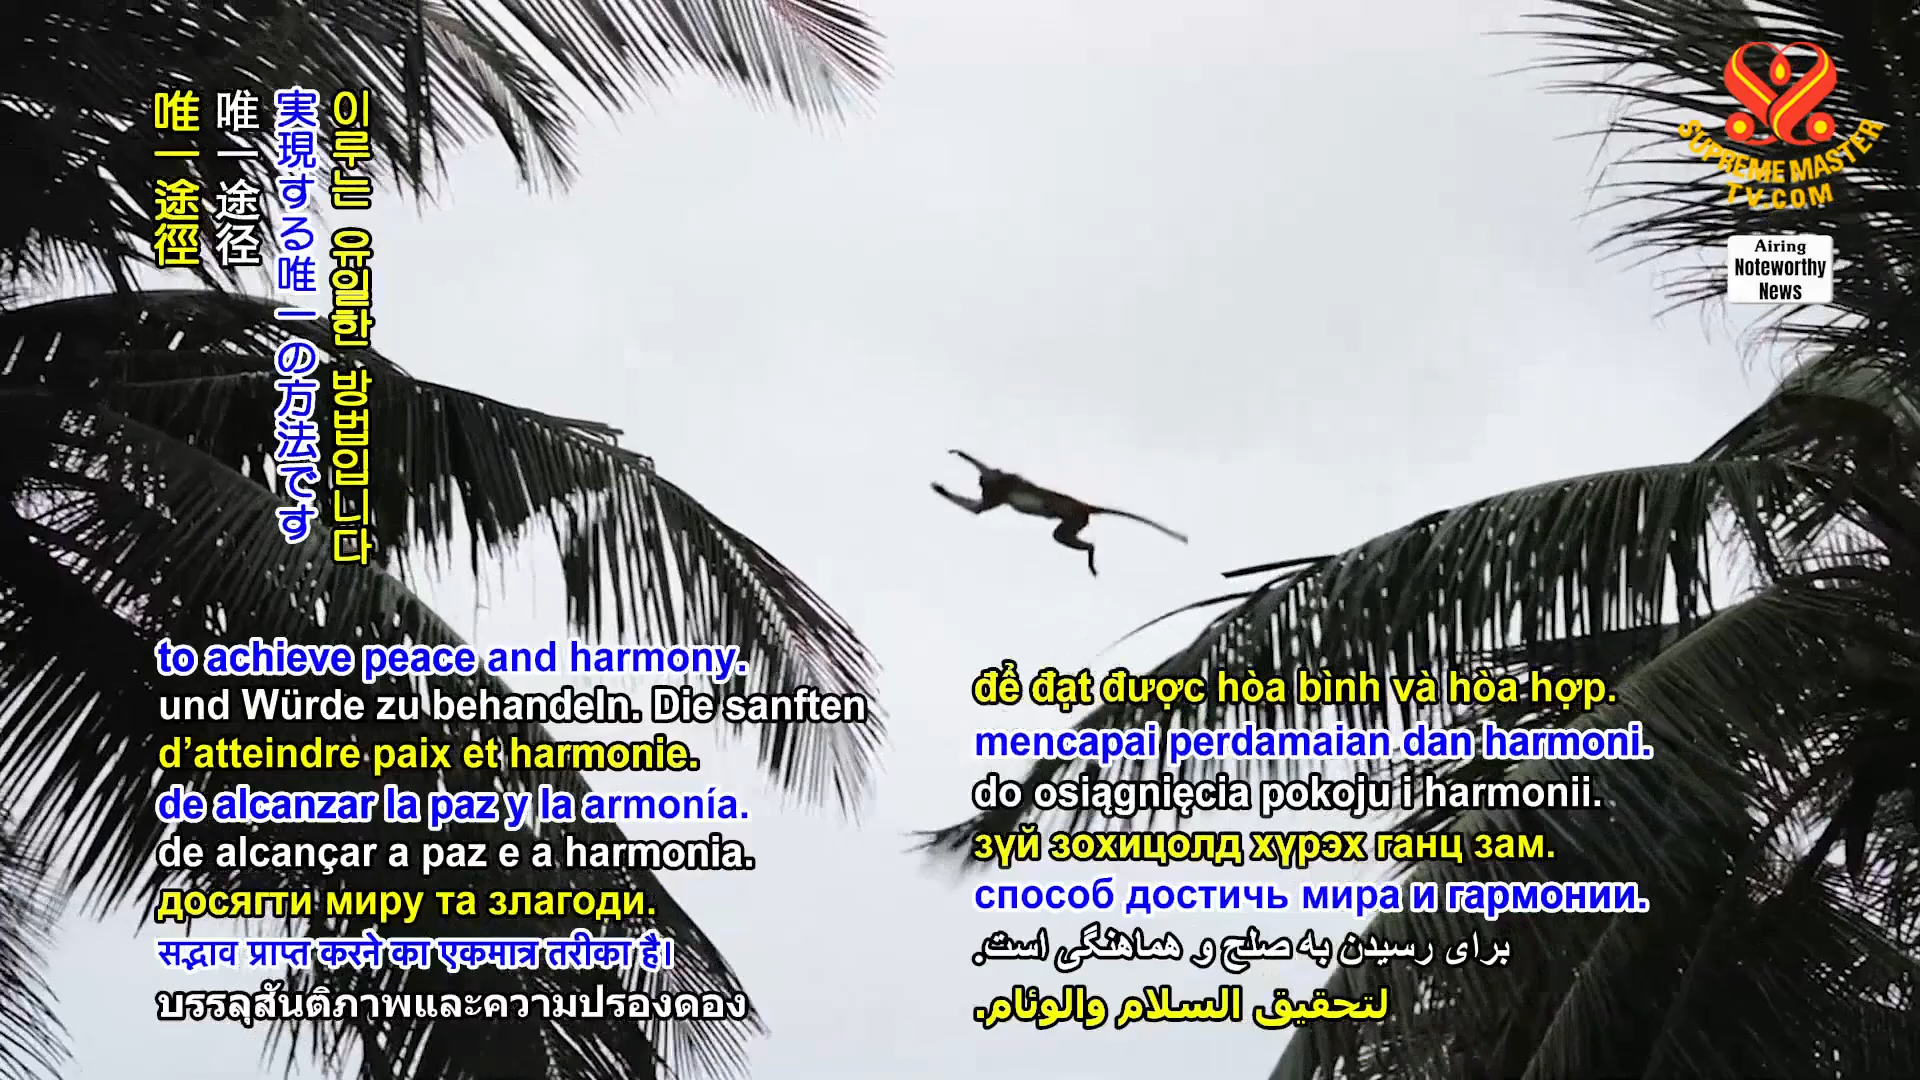 唯一途徑
唯一途径
実現する唯一の方法です
이루는 유일한 방법입니다
to achieve peace and harmony.
und Würde zu behandeln. Die sanften
d’atteindre paix et harmonie.
de alcanzar la paz y la armonía.
de alcançar a paz e a harmonia.
досягти миру та злагоди.
सद्भाव प्राप्त करने का एकमात्र तरीका है।
บรรลุสันติภาพและความปรองดอง
để đạt được hòa bình và hòa hợp.
mencapai perdamaian dan harmoni.
do osiągnięcia pokoju i harmonii.
зүй зохицолд хүрэх ганц зам.
способ достичь мира и гармонии.
برای رسیدن به صلح و هماهنگی است.
لتحقيق السلام والوئام.
SUPREME MASTER
TV.COM
Airing
Noteworthy
News